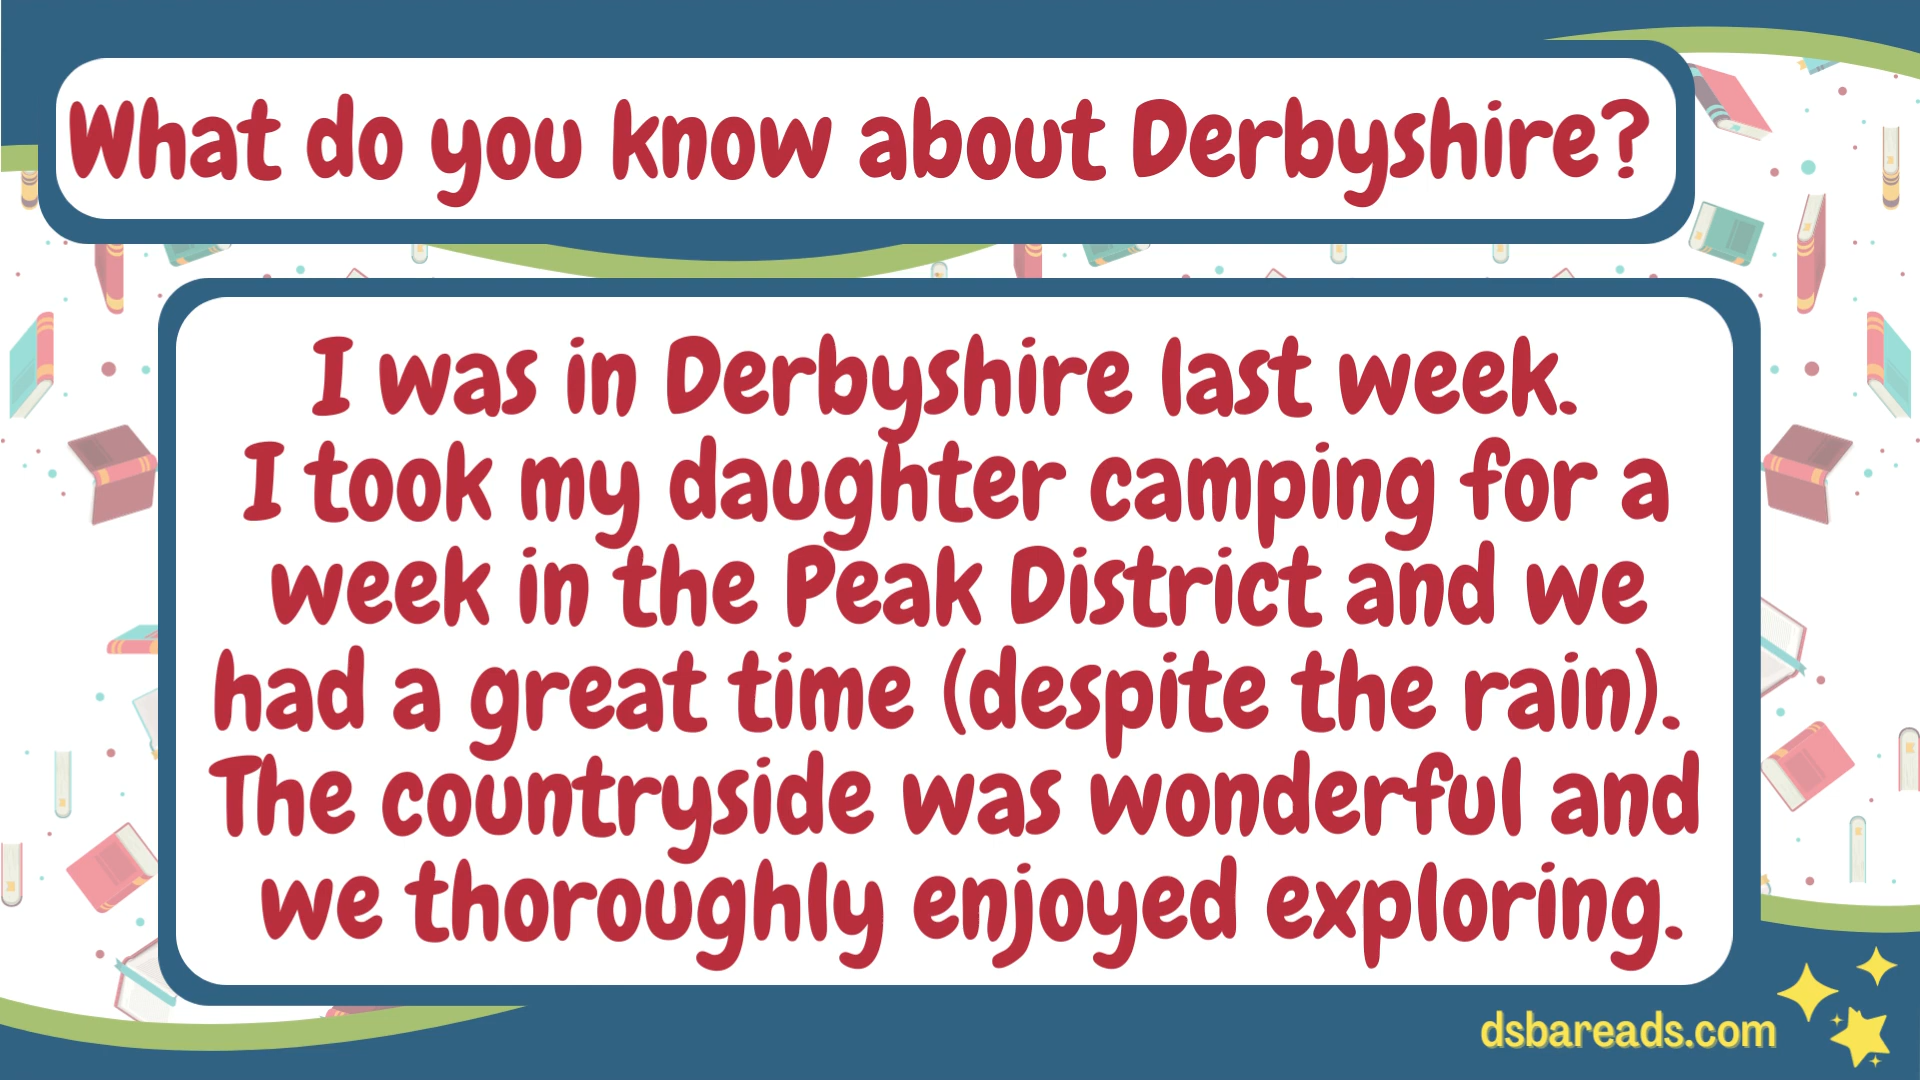 What do you know about Derbyshire?
I was in Derbyshire last week.
I took my daughter camping for a
week in the Peak District and we
had a great time (despite the rain).
The countryside was wonderful and
we thoroughly enjoyed exploring.
dsbareads.com